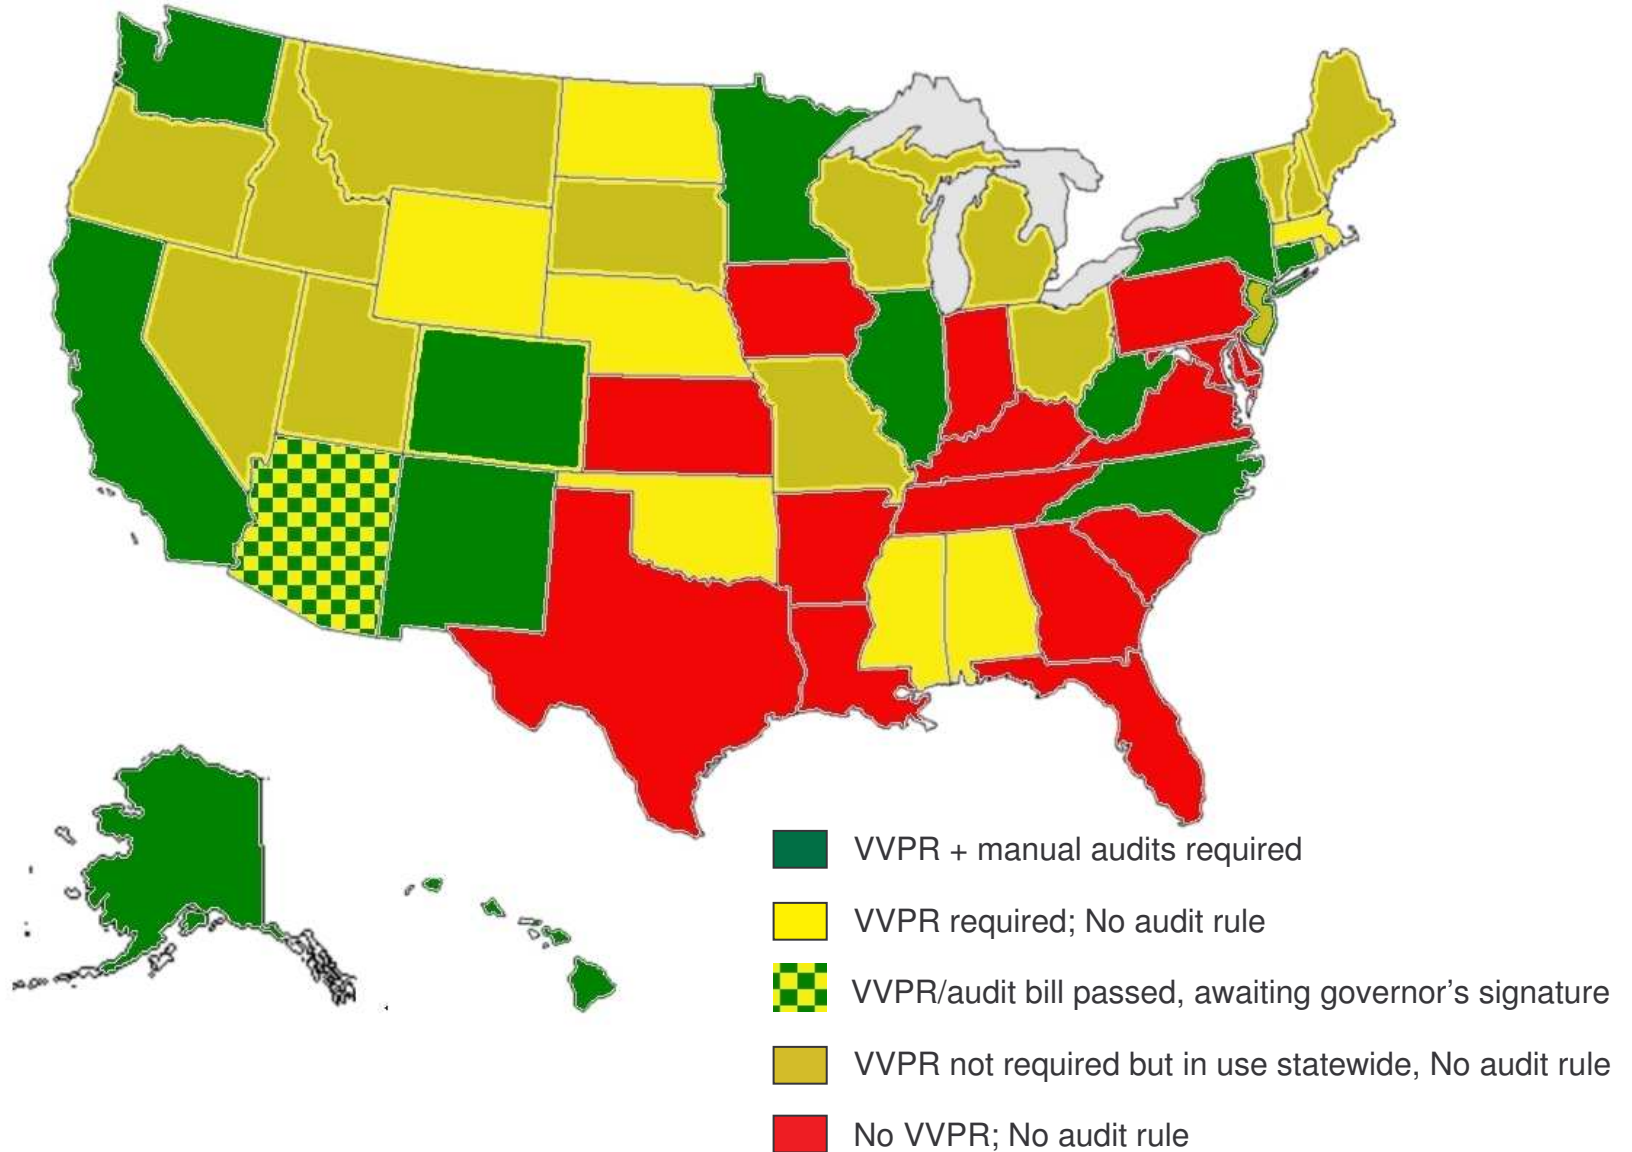 VVPR + manual audits required
VVPR required; No audit rule
VVPR/audit bill passed, awaiting governor’s signature
VVPR not required but in use statewide, No audit rule
No VVPR; No audit rule